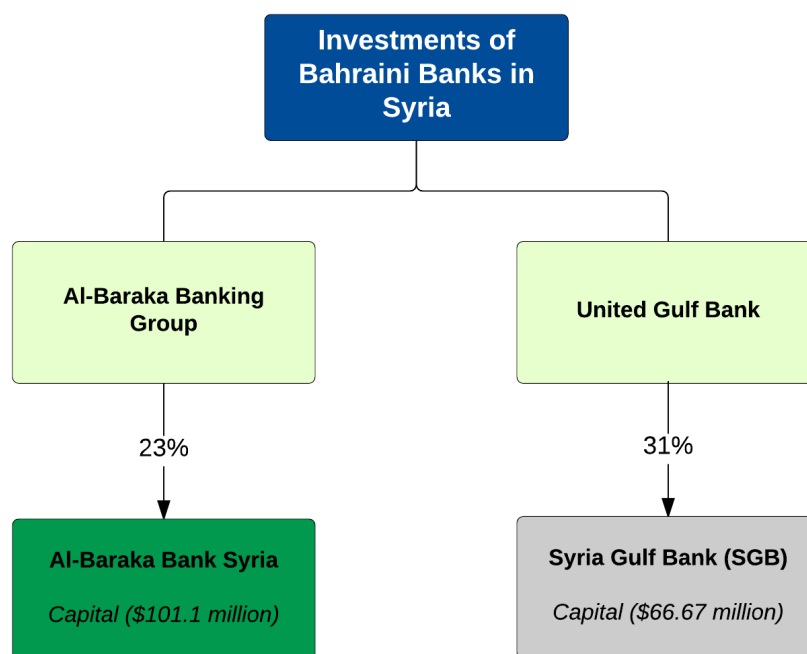 Investments of
Bahraini Banks in
Syria
Al-Baraka Banking
Group
United Gulf Bank
23%
31%
Al-Baraka Bank Syria
Capital ($101.1 million)
Syria Gulf Bank (SGB)
Capital ($66.67 million)